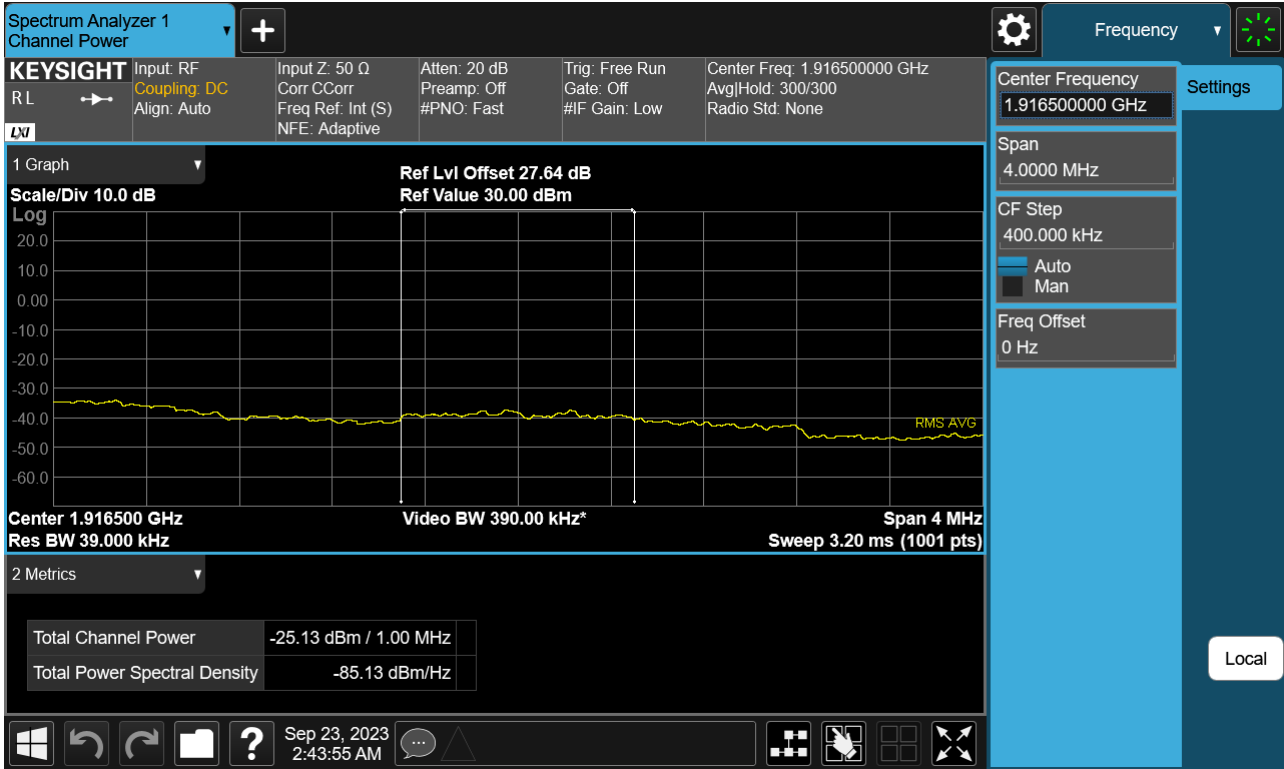 Spectrum Analyzer 1
Channel Power
Frequency
KEYSIGHT
R L
LXI
Input: RF
Coupling: DC
Align: Auto
Input Z: 50 Ω
Corr CCorr
Freq Ref: Int (S)
NFE: Adaptive
Atten: 20 dB
Preamp: Off
#PNO: Fast
Trig: Free Run
Gate: Off
#IF Gain: Low
Center Freq: 1.916500000 GHz
Avg|Hold: 300/300
Radio Std: None
Center Frequency
1.916500000 GHz
Settings
Span
4.0000 MHz
CF Step
400.000 kHz
Auto
Man
Freq Offset
0 Hz
1 Graph
Scale/Div 10.0 dB
Ref Lvl Offset 27.64 dB
Ref Value 30.00 dBm
Log
20.0
10.0
0.00
-10.0
-20.0
-30.0
-40.0
-50.0
-60.0
RMS AVG
Center 1.916500 GHz
Video BW 390.00 kHz*
Span 4 MHz
Res BW 39.000 kHz
Sweep 3.20 ms (1001 pts)
2 Metrics
Total Channel Power -25.13 dBm / 1.00 MHz
Total Power Spectral Density -85.13 dBm/Hz
Local
Sep 23, 2023
2:43:55 AM